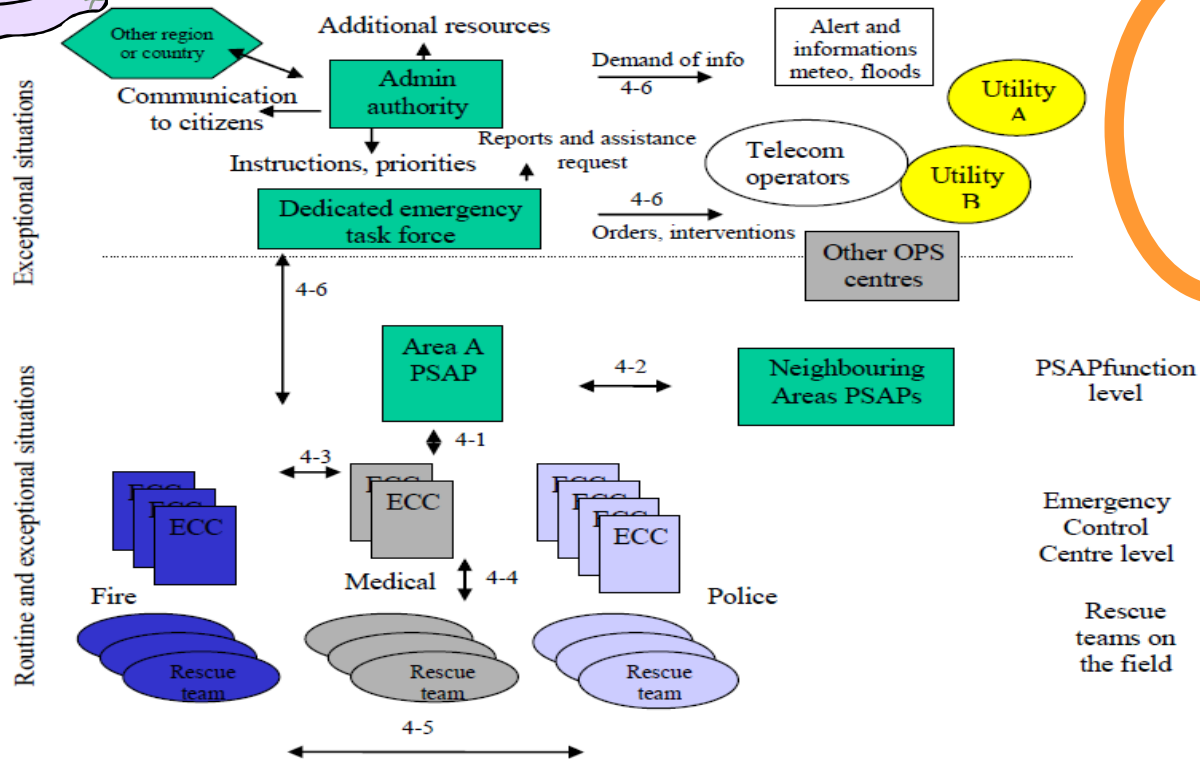 Other region
or country
Additional resources
Alert and
informations
meteo, floods
Demand of info
4-6
Admin
authority
Utility
A
Communication
to citizens
Reports and assistance
request
Instructions, priorities
Telecom
operators
Utility
B
Dedicated emergency
task force
4-6
Orders, interventions
Other OPS
centres
Exceptional situations
4-6
Area A
PSAP
4-2
Neighbouring
Areas PSAPs
PSAPfunction
level
4-1
4-3
ECC
ECC
ECC
ECC
ECC
ECC
ECC
ECC
ECC
Emergency
Control
Centre level
Fire
Medical
4-4
Police
Rescue
teams on
the field
Rescue
team
Rescue
team
Rescue
team
4-5
Routine and exceptional situations